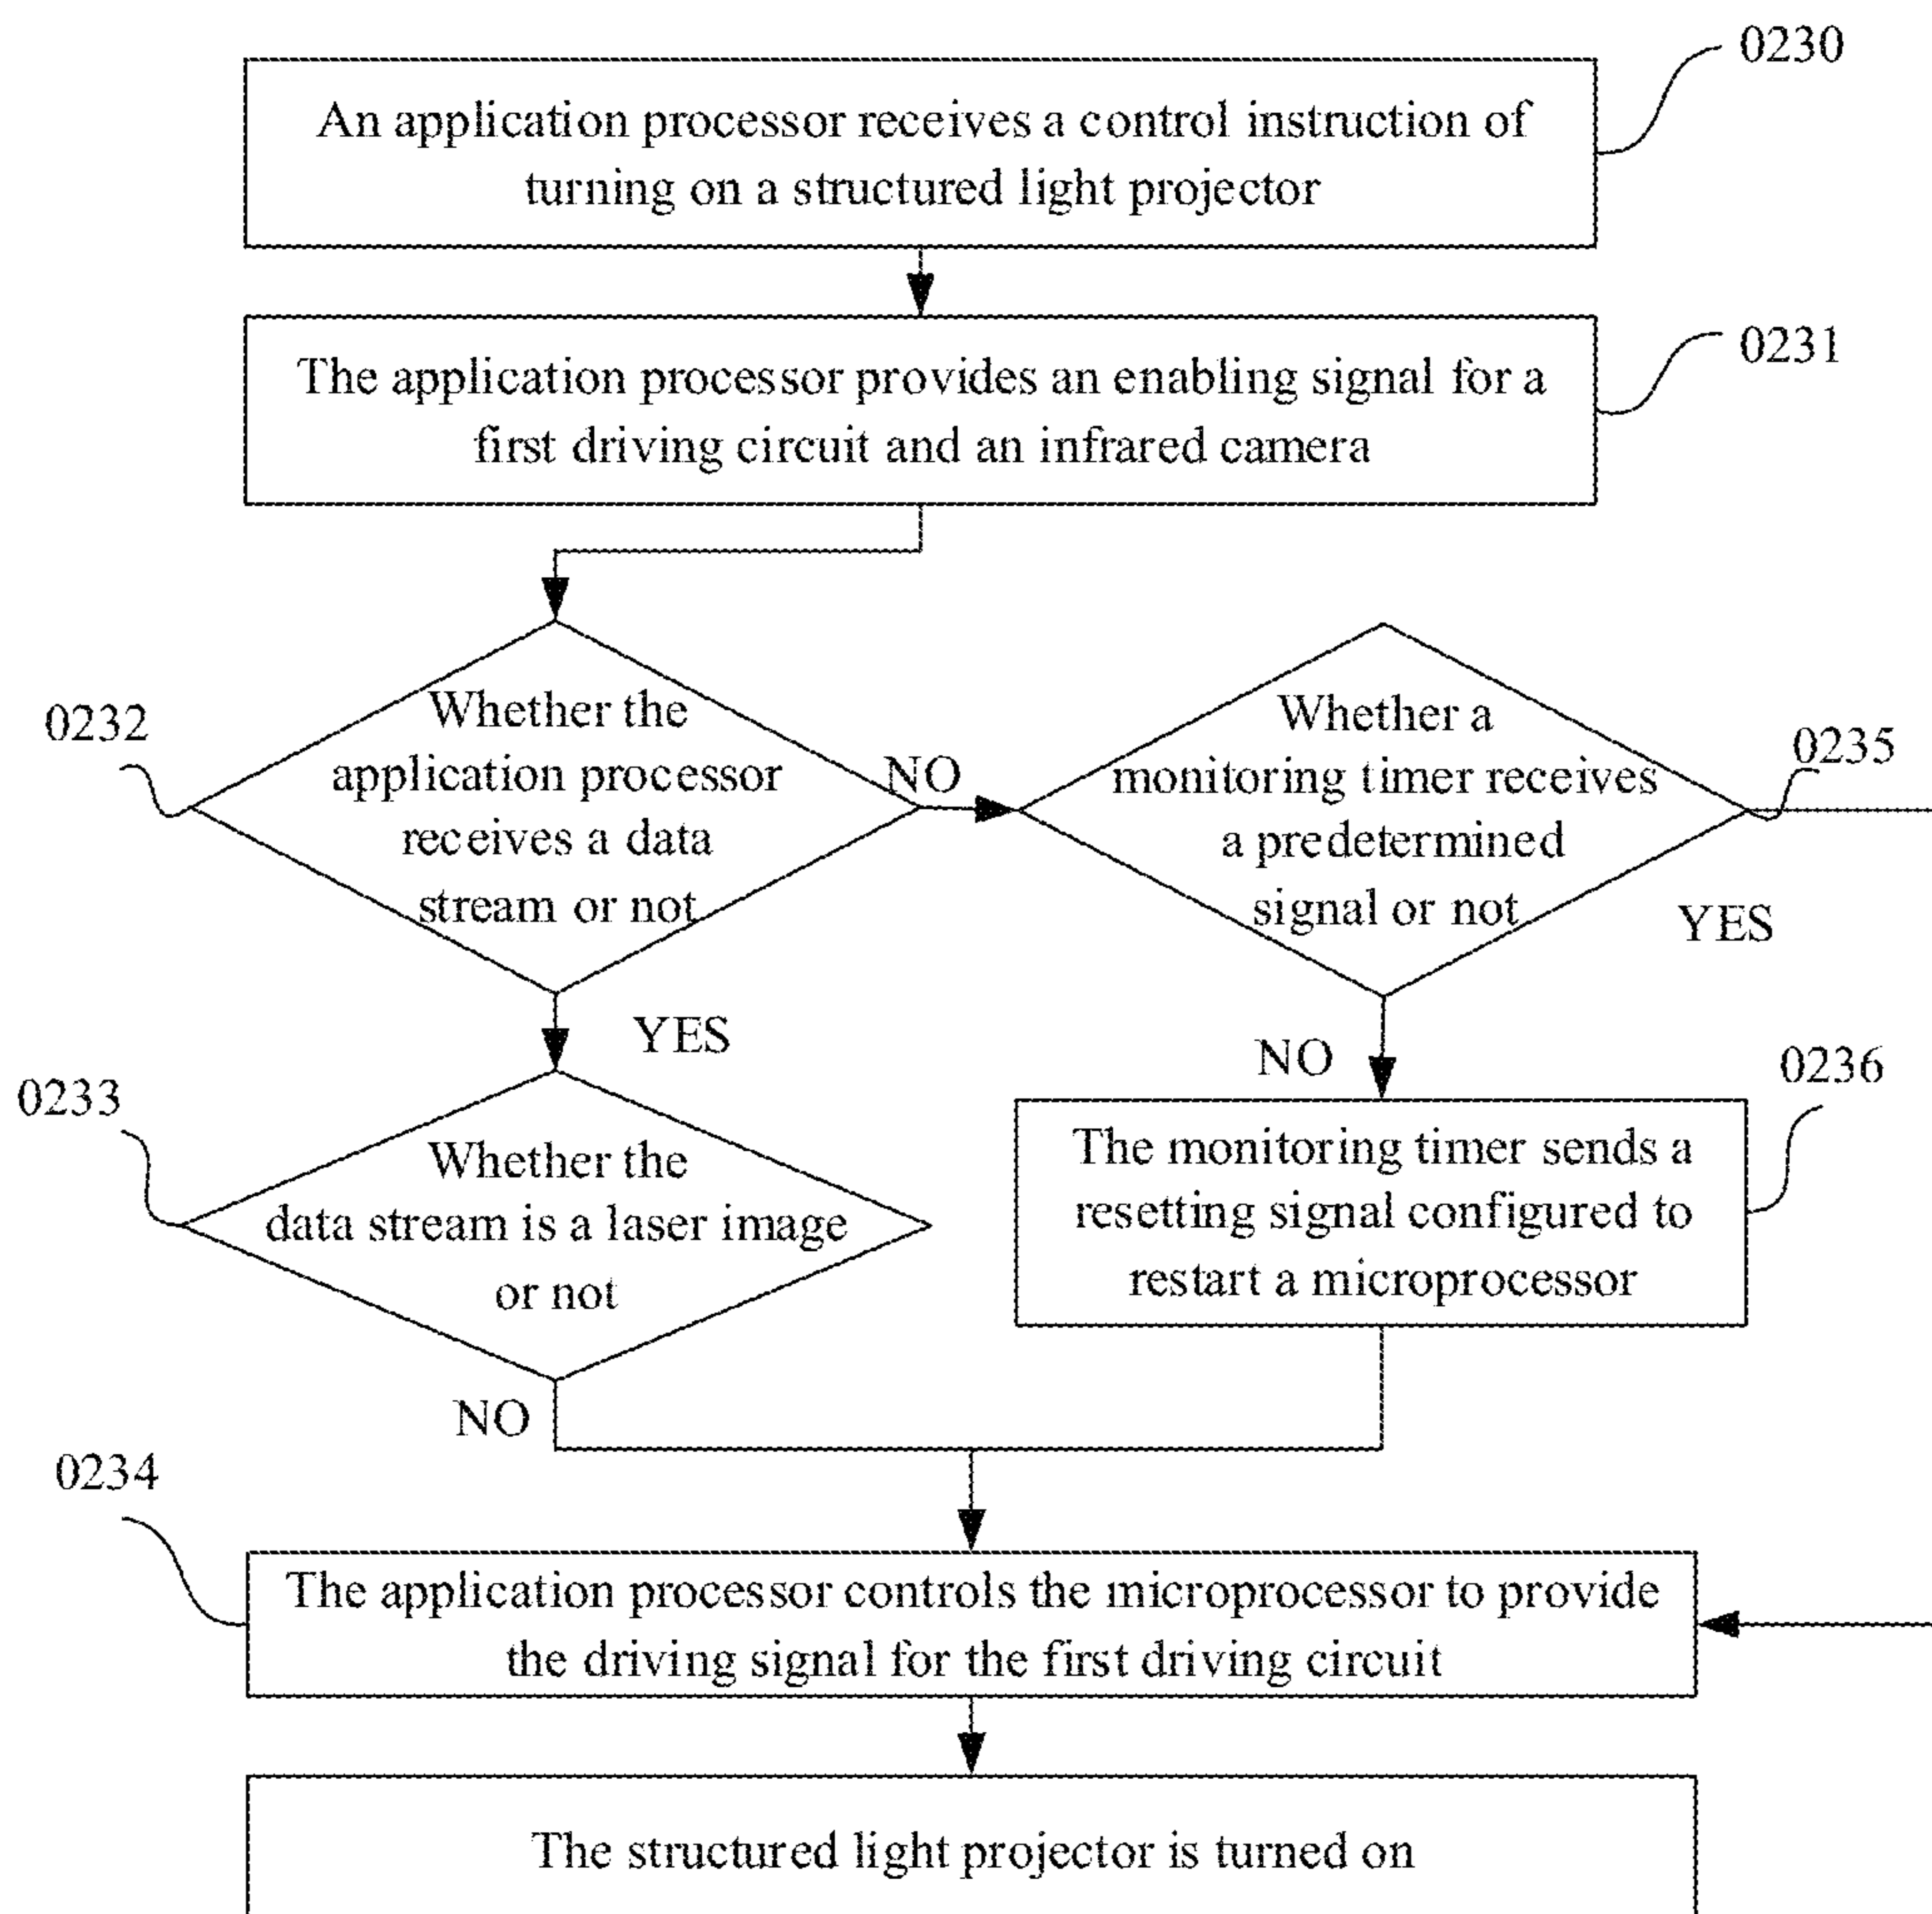 0230
An application processor receives a control instruction of
turning on a structured light projector
0231
The application processor provides an enabling signal for a
first driving circuit and an infrared camera
0232
Whether the
application processor
receives a data
stream or not
NO
Whether a
monitoring timer receives
a predetermined
signal or not
0235
YES
YES
NO
0233
Whether the
data stream is a laser image
or not
0236
The monitoring timer sends a
resetting signal configured to
restart a microprocessor
NO
0234
The application processor controls the microprocessor to provide
the driving signal for the first driving circuit
The structured light projector is turned on